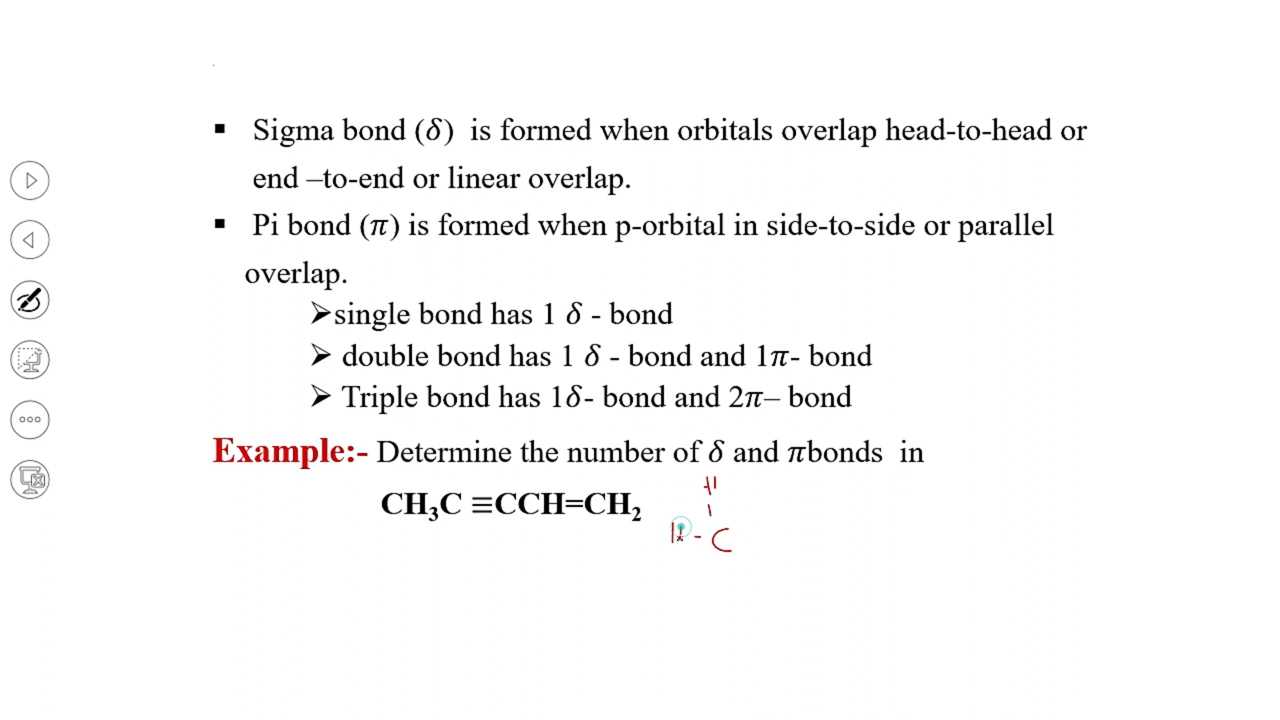 ▪ Sigma bond (δ) is formed when orbitals overlap head-to-head or
end –to-end or linear overlap.
▪ Pi bond (π) is formed when p-orbital in side-to-side or parallel
overlap.
➢single bond has 1 δ - bond
➢ double bond has 1 δ - bond and 1π- bond
➢ Triple bond has 1δ- bond and 2π– bond
Example:- Determine the number of δ and π bonds in
CH₃C ≡CCH=CH₂
H
H - C